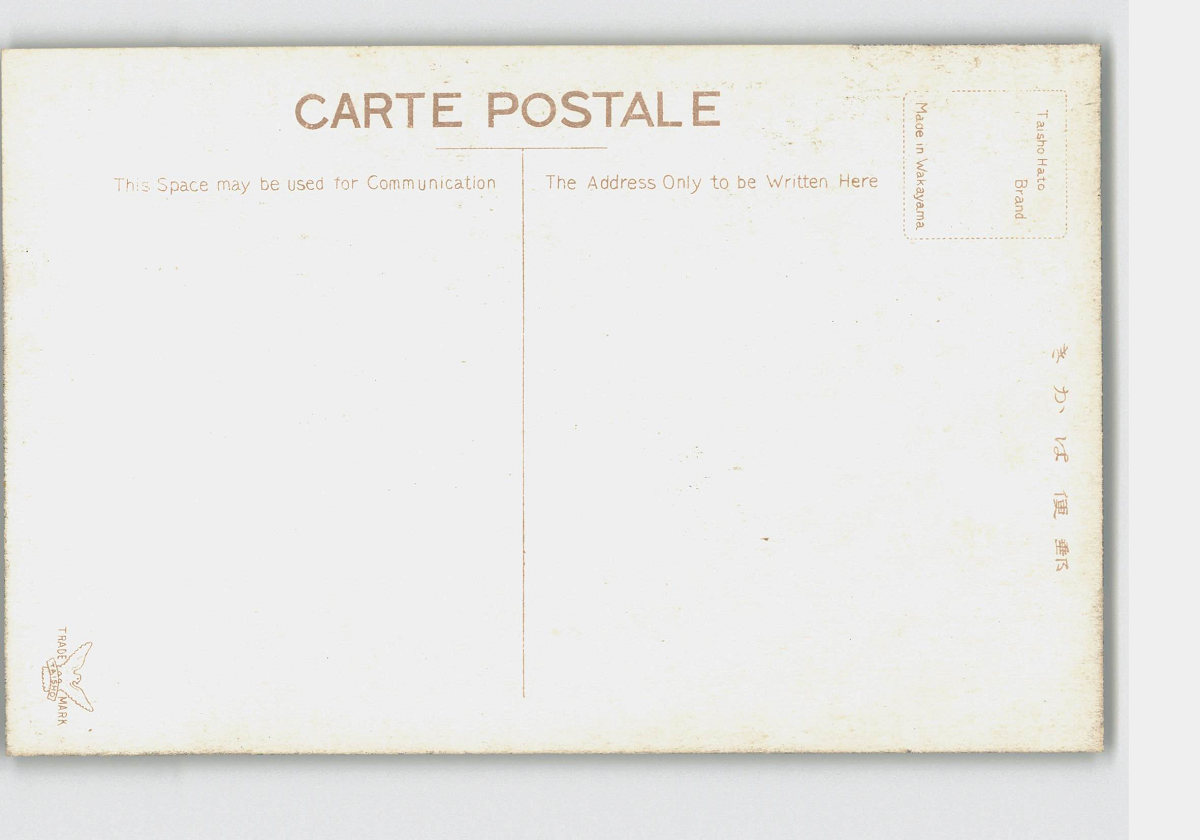 CARTE POSTALE
This Space may be used for Communication
The Address Only to be Written Here
Taisho Hato
Brand
Made in Wakayama
きかは便郵
TRADE MARK
TAISHO